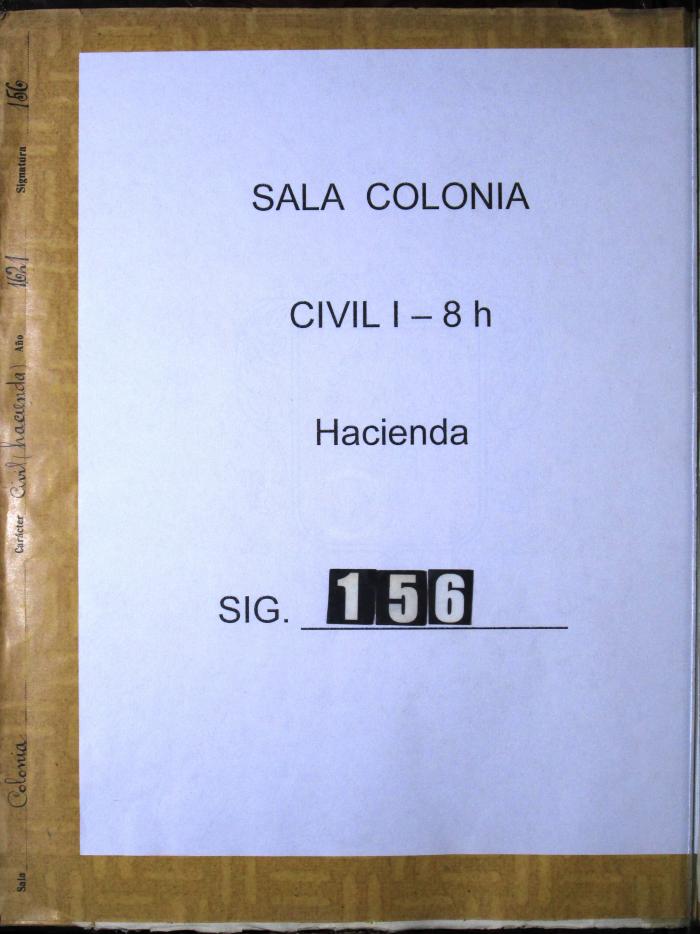 SALA COLONIA
CIVIL I – 8 h
Hacienda
SIG. 156
Sala Colonia Carácter Civil (hacienda) Año 1621 Signatura 156